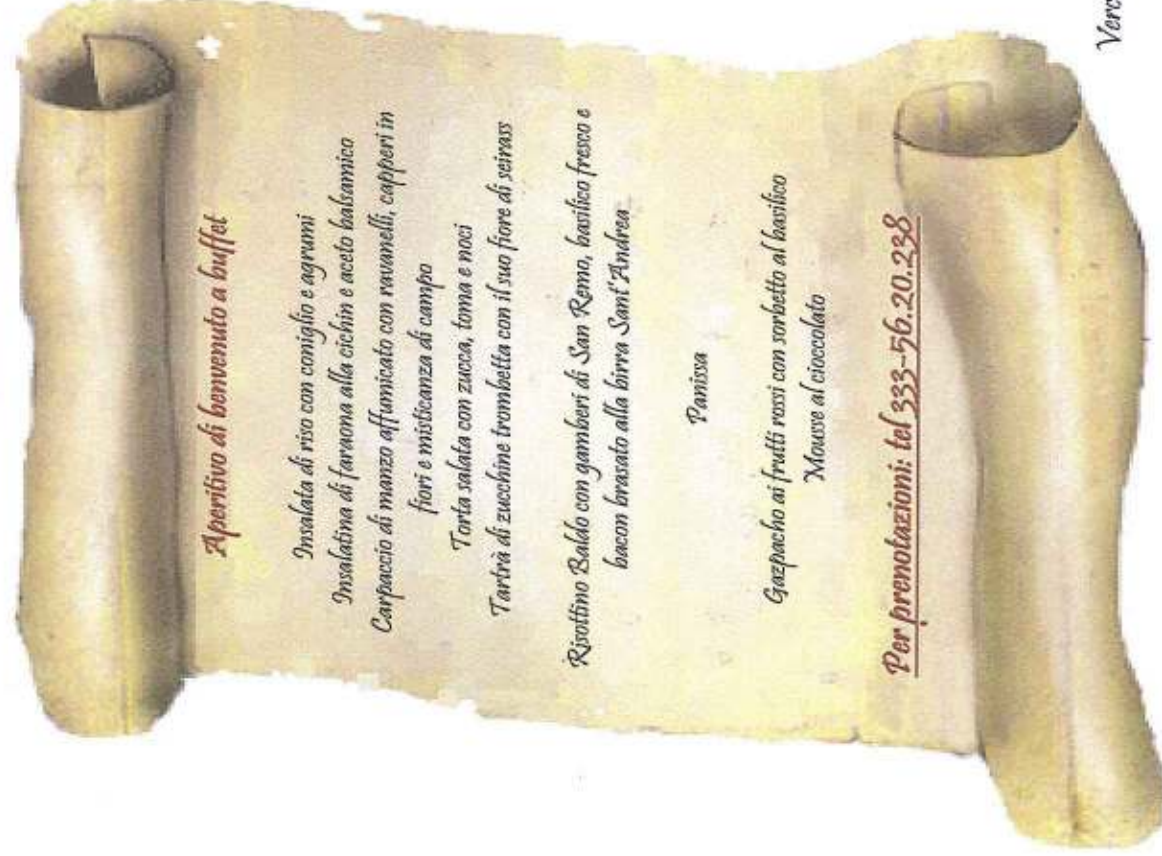 Aperitivo di benvenuto a buffet
Insalata di riso con coniglio e agrumi
Insalatina di faraona alla cichin e aceto balsamico
Carpaccio di manzo affumicato con ravanelli, capperi in
fiori e misticanza di campo
Torta salata con zucca, toma e noci
Tartrà di zucchine trombetta con il suo fiore di seirass
Risottino Baldo con gamberi di San Remo, basilico fresco e
bacon brasato alla birra Sant'Andrea
Panissa
Gazpacho ai frutti rossi con sorbetto al basilico
Mousse al cioccolato
Per prenotazioni: tel 333-56.20.238